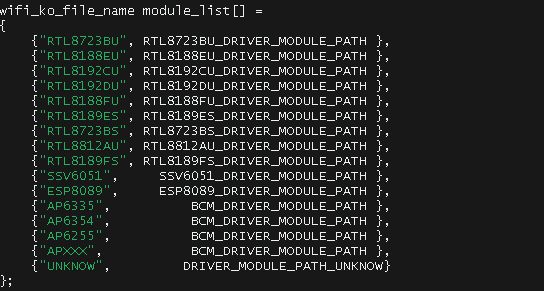 wifi_ko_file_name module_list[] =
{
{"RTL8723BU", RTL8723BU_DRIVER_MODULE_PATH },
{"RTL8188EU", RTL8188EU_DRIVER_MODULE_PATH },
{"RTL8192CU", RTL8192CU_DRIVER_MODULE_PATH },
{"RTL8192DU", RTL8192DU_DRIVER_MODULE_PATH },
{"RTL8188FU", RTL8188FU_DRIVER_MODULE_PATH },
{"RTL8189ES", RTL8189ES_DRIVER_MODULE_PATH },
{"RTL8723BS", RTL8723BS_DRIVER_MODULE_PATH },
{"RTL8812AU", RTL8812AU_DRIVER_MODULE_PATH },
{"RTL8189FS", RTL8189FS_DRIVER_MODULE_PATH },
{"SSV6051", SSV6051_DRIVER_MODULE_PATH },
{"ESP8089", ESP8089_DRIVER_MODULE_PATH },
{"AP6335", BCM_DRIVER_MODULE_PATH },
{"AP6354", BCM_DRIVER_MODULE_PATH },
{"AP6255", BCM_DRIVER_MODULE_PATH },
{"APXXX", BCM_DRIVER_MODULE_PATH },
{"UNKNOW", DRIVER_MODULE_PATH_UNKNOW}
};